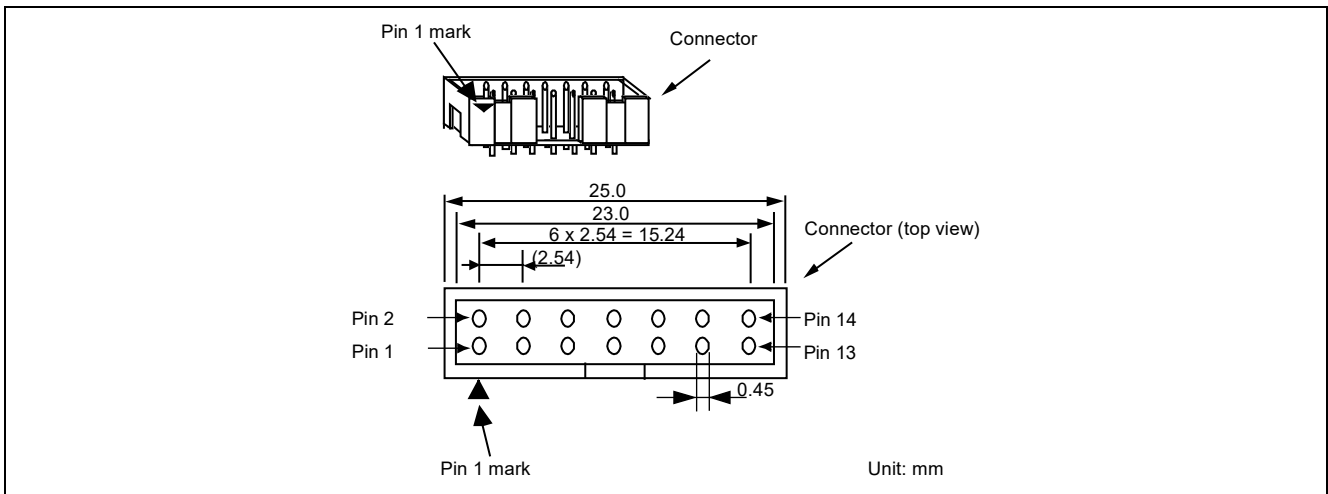 Pin 1 mark
Connector
25.0
23.0
6 x 2.54 = 15.24
(2.54)
Connector (top view)
Pin 2
Pin 14
Pin 1
Pin 13
0.45
Pin 1 mark
Unit: mm